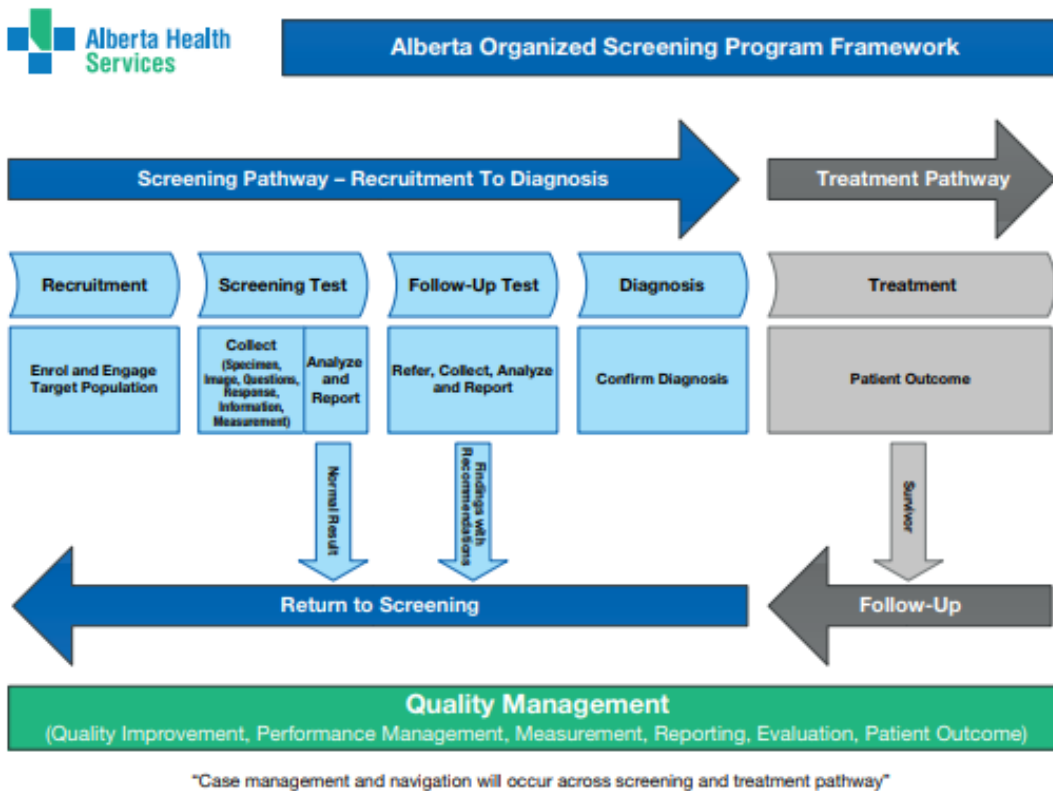 Alberta Health
Services
Alberta Organized Screening Program Framework
Screening Pathway – Recruitment To Diagnosis
Treatment Pathway
Recruitment
Screening Test
Follow-Up Test
Diagnosis
Treatment
Enrol and Engage
Target Population
Collect
(Specimen,
Image, Questions,
Response,
Information,
Measurement)
Analyze
and
Report
Refer, Collect, Analyze
and Report
Confirm Diagnosis
Patient Outcome
Normal Result
Findings with
Recommendations
Survivor
Return to Screening
Follow-Up
Quality Management
(Quality Improvement, Performance Management, Measurement, Reporting, Evaluation, Patient Outcome)
"Case management and navigation will occur across screening and treatment pathway"